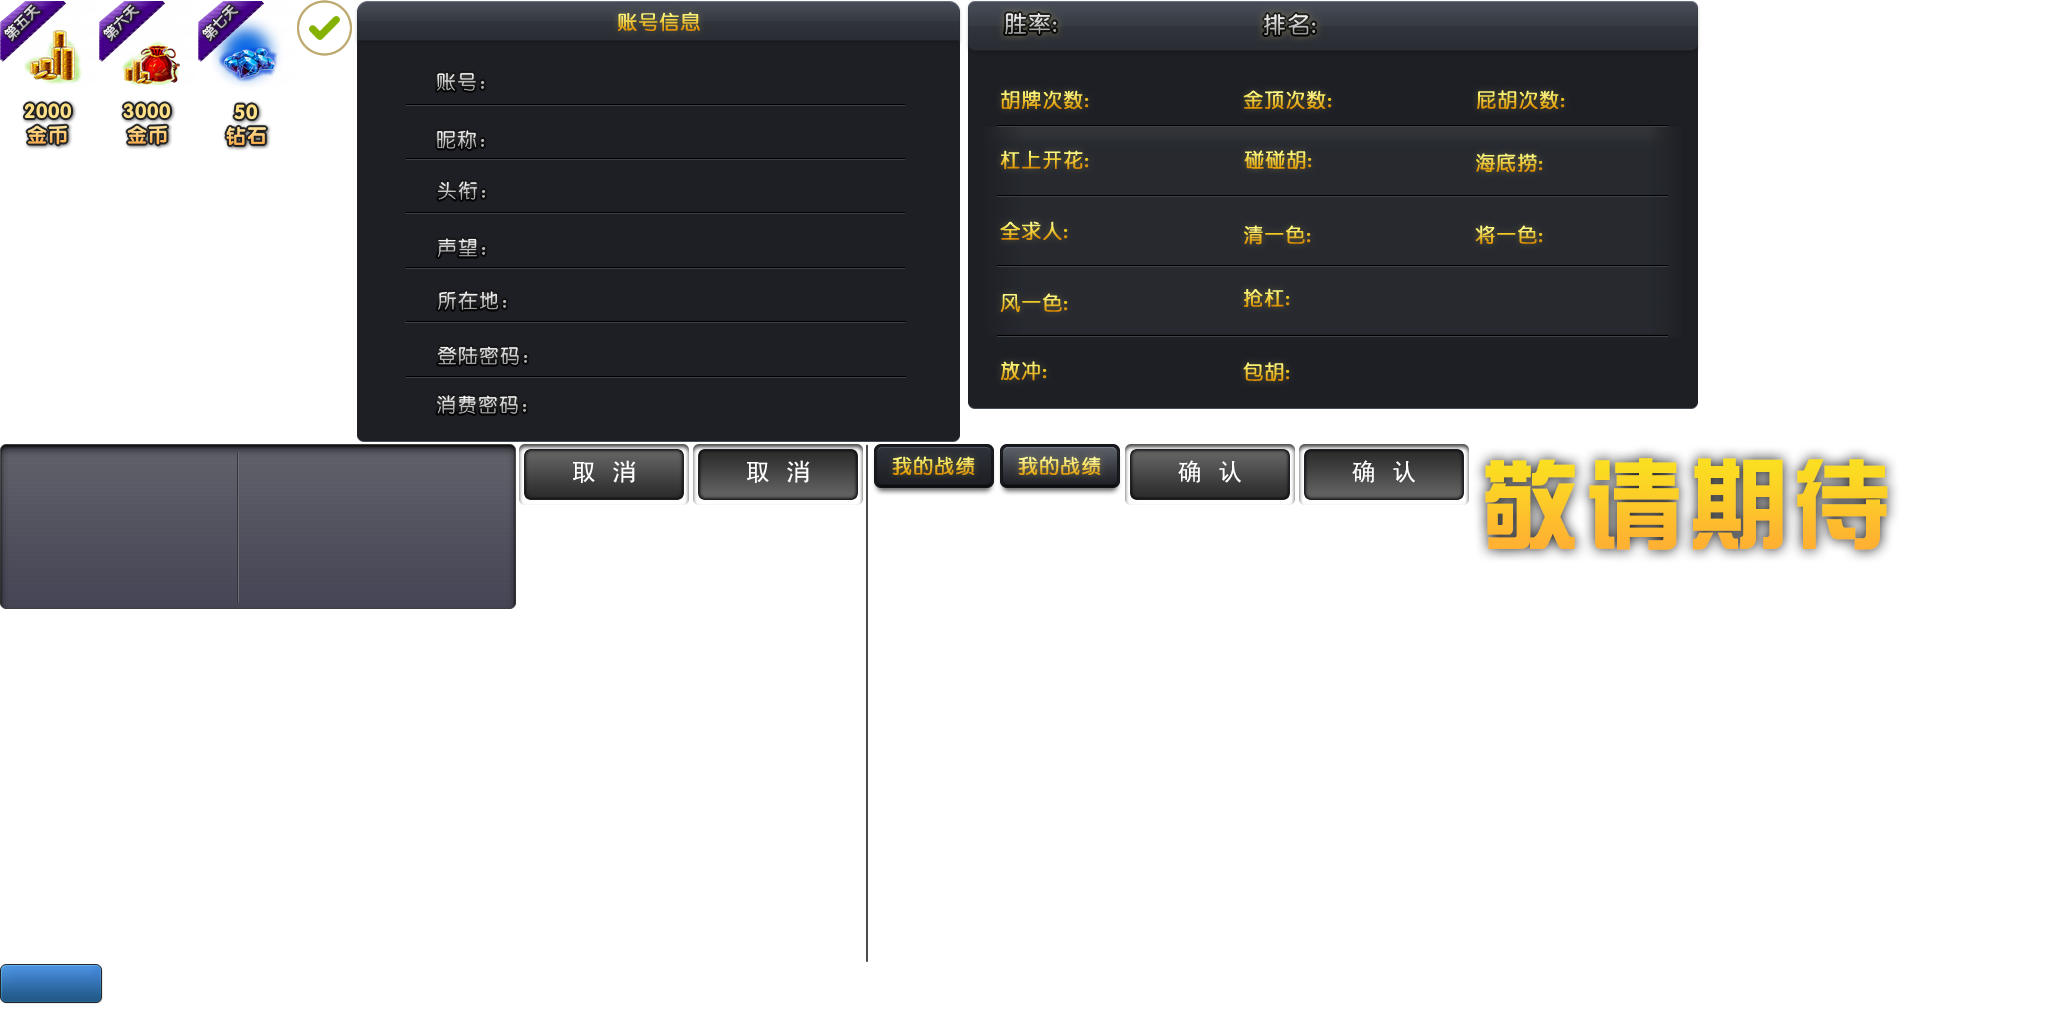 第五天
2000
金币
第六天
3000
金币
第七天
50
钻石
账号信息
账号:
昵称:
头衔:
声望:
所在地:
登陆密码:
消费密码:
胜率: 排名:
胡牌次数: 金顶次数: 屁胡次数:
杠上开花: 碰碰胡: 海底捞:
全求人: 清一色: 将一色:
风一色: 抢杠:
放冲: 包胡:
取 消
取 消
我的战绩
我的战绩
确 认
确 认
敬请期待